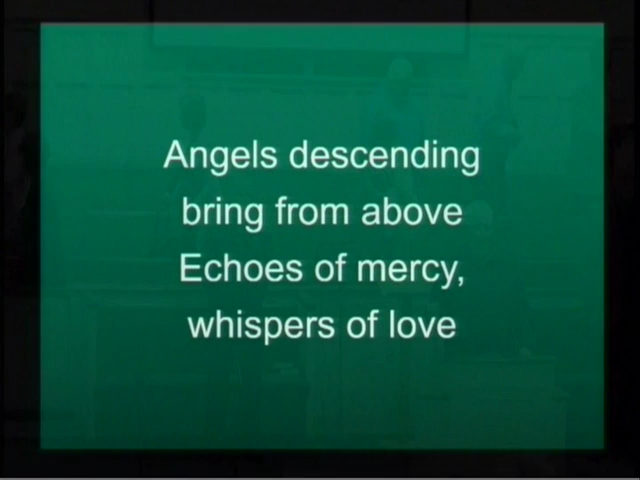 Angels descending
bring from above
Echoes of mercy,
whispers of love